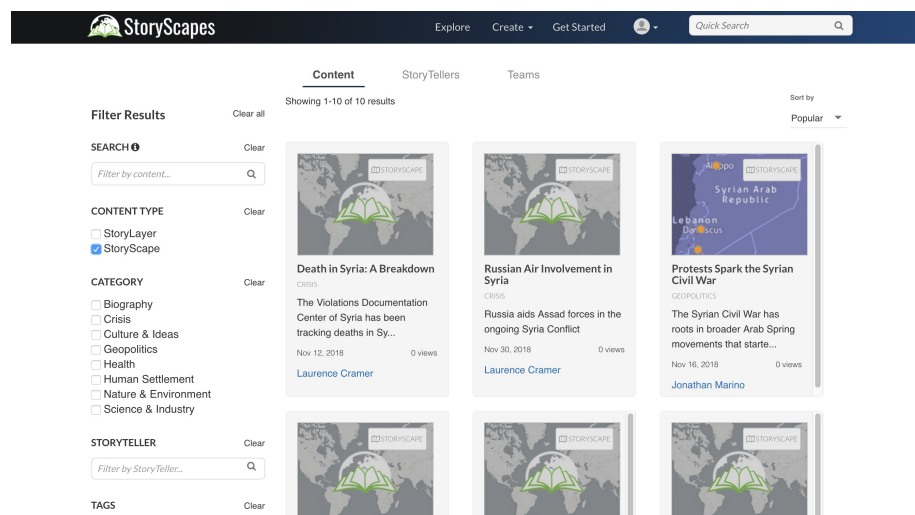 StoryScapes
Explore
Create
Get Started
Quick Search
Content
StoryTellers
Teams
Showing 1-10 of 10 results
Sort by
Popular
Filter Results
Clear all
SEARCH
Clear
Filter by content...
CONTENT TYPE
Clear
StoryLayer
StoryScape
CATEGORY
Clear
Biography
Crisis
Culture & Ideas
Geopolitics
Health
Human Settlement
Nature & Environment
Science & Industry
STORYTELLER
Clear
Filter by StoryTeller...
TAGS
Clear
STORYSCAPE
Death in Syria: A Breakdown
CRISIS
The Violations Documentation
Center of Syria has been
tracking deaths in Sy...
Nov 12, 2018
0 views
Laurence Cramer
STORYSCAPE
Russian Air Involvement in
Syria
CRISIS
Russia aids Assad forces in the
ongoing Syria Conflict
Nov 30, 2018
0 views
Laurence Cramer
STORYSCAPE
Syrian Arab
Republic
Lebanon
Protests Spark the Syrian
Civil War
GEOPOLITICS
The Syrian Civil War has
roots in broader Arab Spring
movements that starte...
Nov 16, 2018
0 views
Jonathan Marino
STORYSCAPE
STORYSCAPE
STORYSCAPE